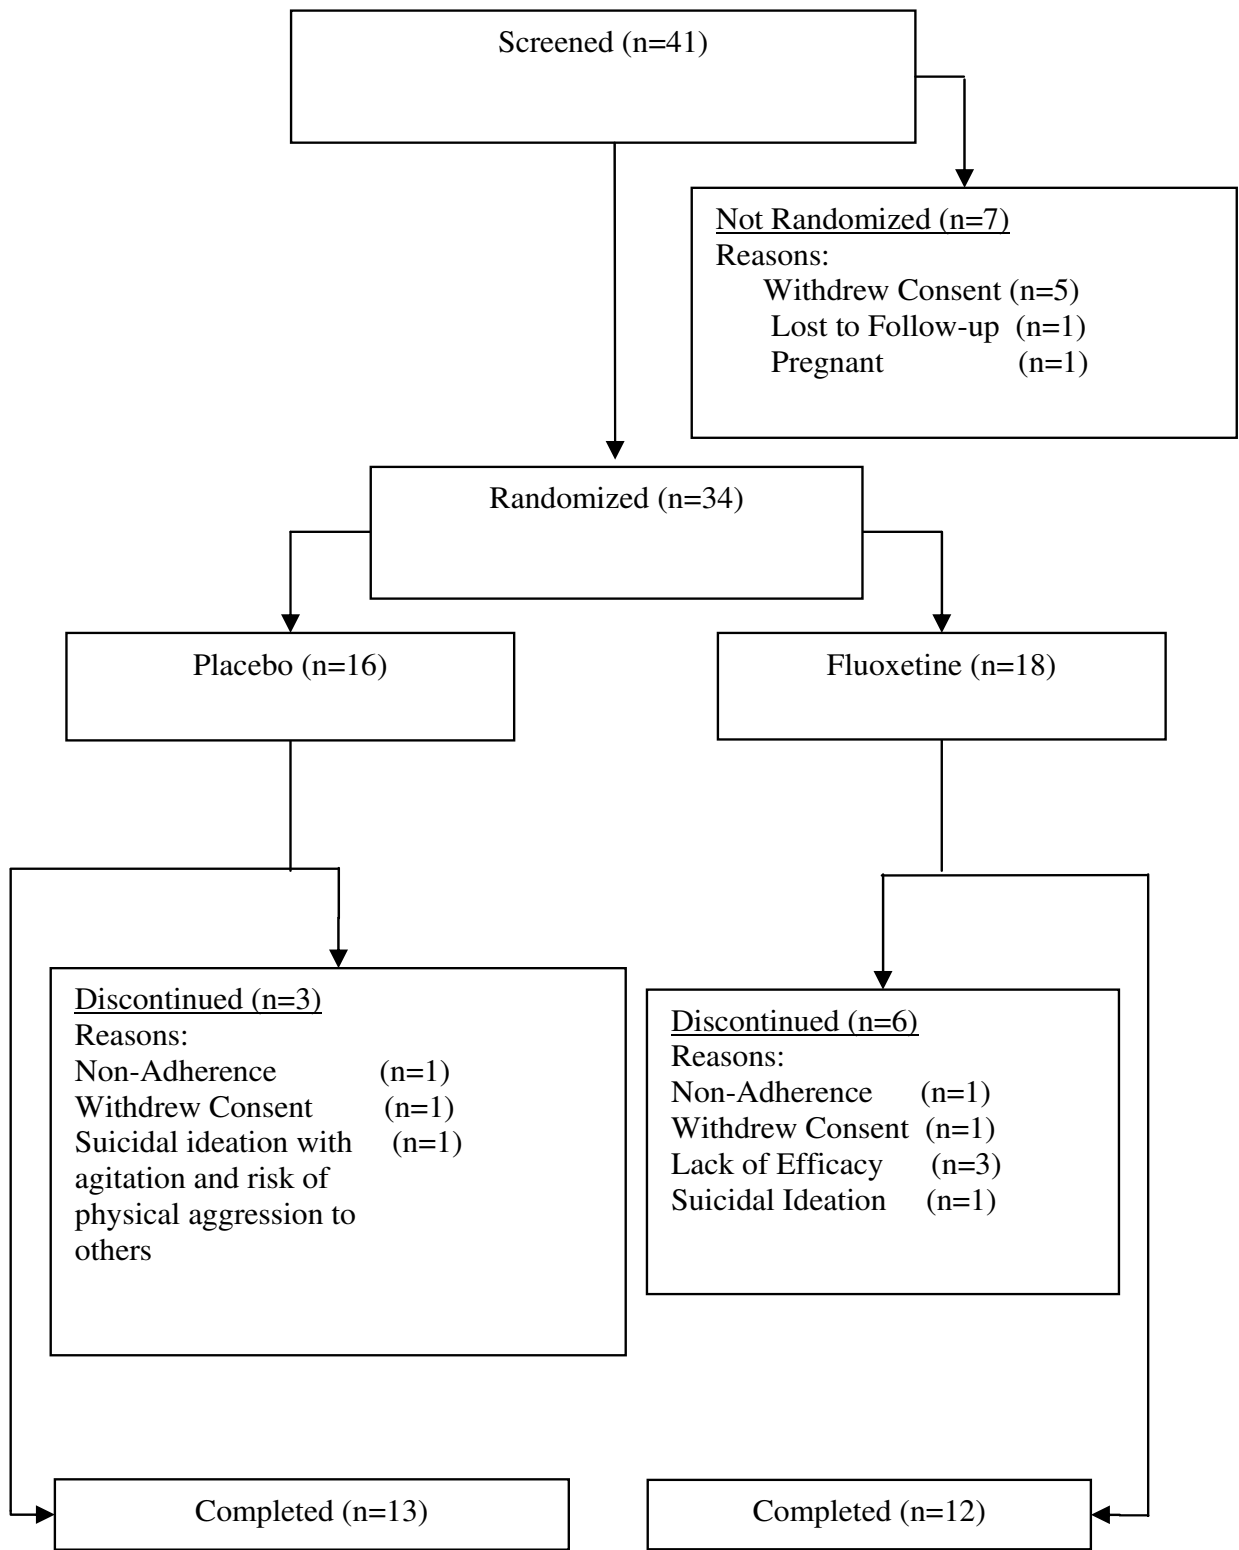 Screened (n=41)
Not Randomized (n=7)
Reasons:
Withdrew Consent (n=5)
Lost to Follow-up (n=1)
Pregnant (n=1)
Randomized (n=34)
Placebo (n=16)
Fluoxetine (n=18)
Discontinued (n=3)
Reasons:
Non-Adherence (n=1)
Withdrew Consent (n=1)
Suicidal ideation with (n=1)
agitation and risk of
physical aggression to
others
Discontinued (n=6)
Reasons:
Non-Adherence (n=1)
Withdrew Consent (n=1)
Lack of Efficacy (n=3)
Suicidal Ideation (n=1)
Completed (n=13)
Completed (n=12)